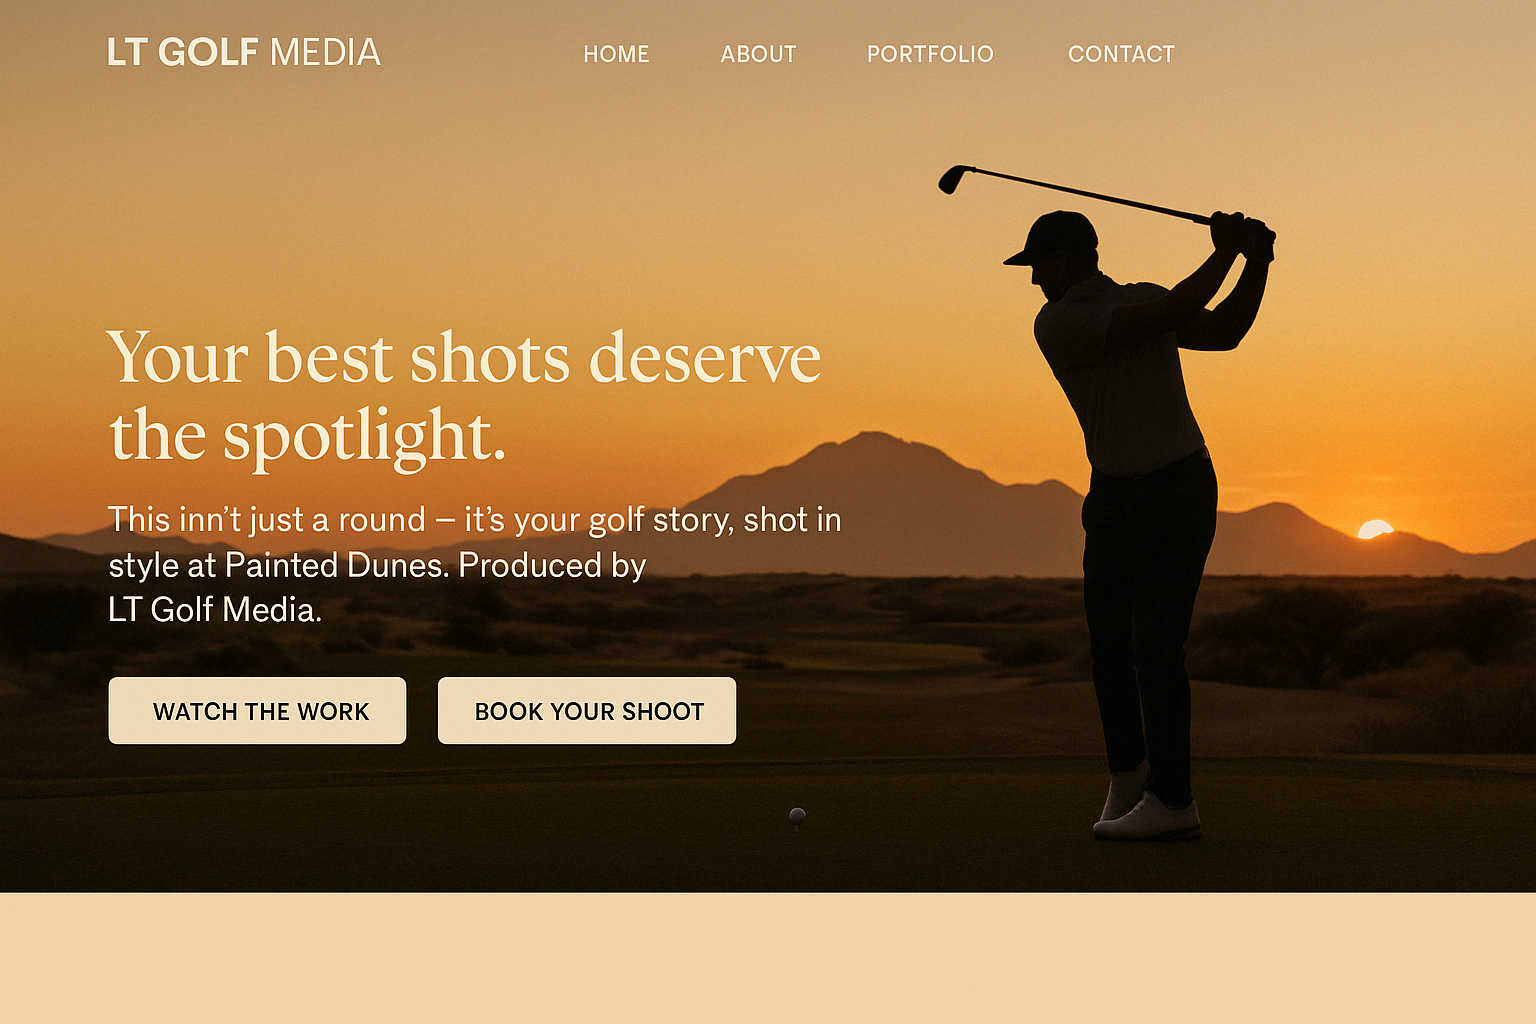 LT GOLF MEDIA
HOME ABOUT PORTFOLIO CONTACT
Your best shots deserve
the spotlight.
This inn't just a round – it's your golf story, shot in
style at Painted Dunes. Produced by
LT Golf Media.
WATCH THE WORK
BOOK YOUR SHOOT